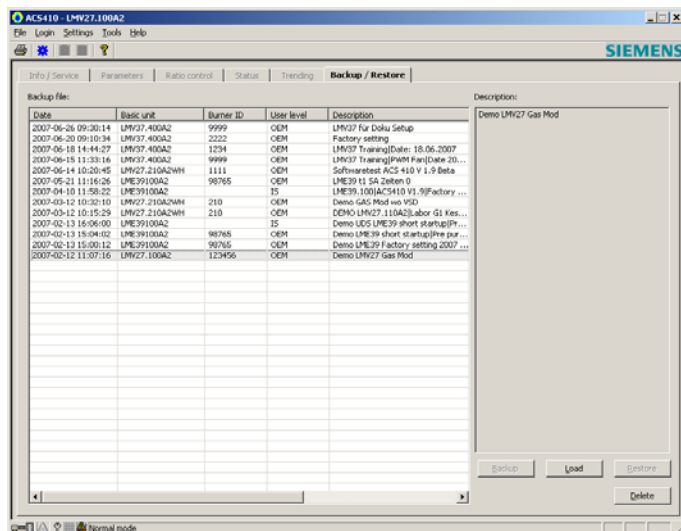 ACS410 - LMV27.100A2
File Login Settings Tools Help
SIEMENS
Info / Service Parameters Ratio control Status Trending Backup / Restore
Backup file: Description:
Date Basic unit Burner ID User level Description
2007-06-26 09:30:14 LMV37.400A2 9999 OEM LMV37 für Doku Setup
2007-06-20 09:10:34 LMV37.400A2 2222 OEM Factory setting
2007-06-18 14:44:27 LMV37.400A2 1234 OEM LMV37 Training|Date: 18.06.2007
2007-06-15 11:33:16 LMV37.400A2 9999 OEM LMV37 Training|PWM Fan|Date 20...
2007-06-14 10:20:45 LMV27.210A2WH 1111 OEM Softwaretest ACS 410 V 1.9 Beta
2007-05-21 11:16:26 LME39100A2 98765 OEM LME39 t1 SA Zeiten 0
2007-04-10 11:58:22 LME39100A2 IS LME39.100|ACS410 V1.9|Factory ...
2007-03-12 10:32:10 LMV27.210A2WH 210 OEM Demo GAS Mod wo VSD
2007-03-12 10:15:29 LMV27.210A2WH 210 OEM DEMO LMV27.110A2|Labor G1 Kes...
2007-02-13 16:06:00 LME39100A2 IS Demo UDS LME39 short startup|Pr...
2007-02-13 15:04:02 LME39100A2 98765 OEM Demo LME39 short startup|Pre pur...
2007-02-13 15:00:12 LME39100A2 98765 OEM Demo LME39 Factory setting 2007 ...
2007-02-12 11:07:16 LMV27.100A2 123456 OEM Demo LMV27 Gas Mod
Demo LMV27 Gas Mod
Backup Load Restore
Delete
Normal mode